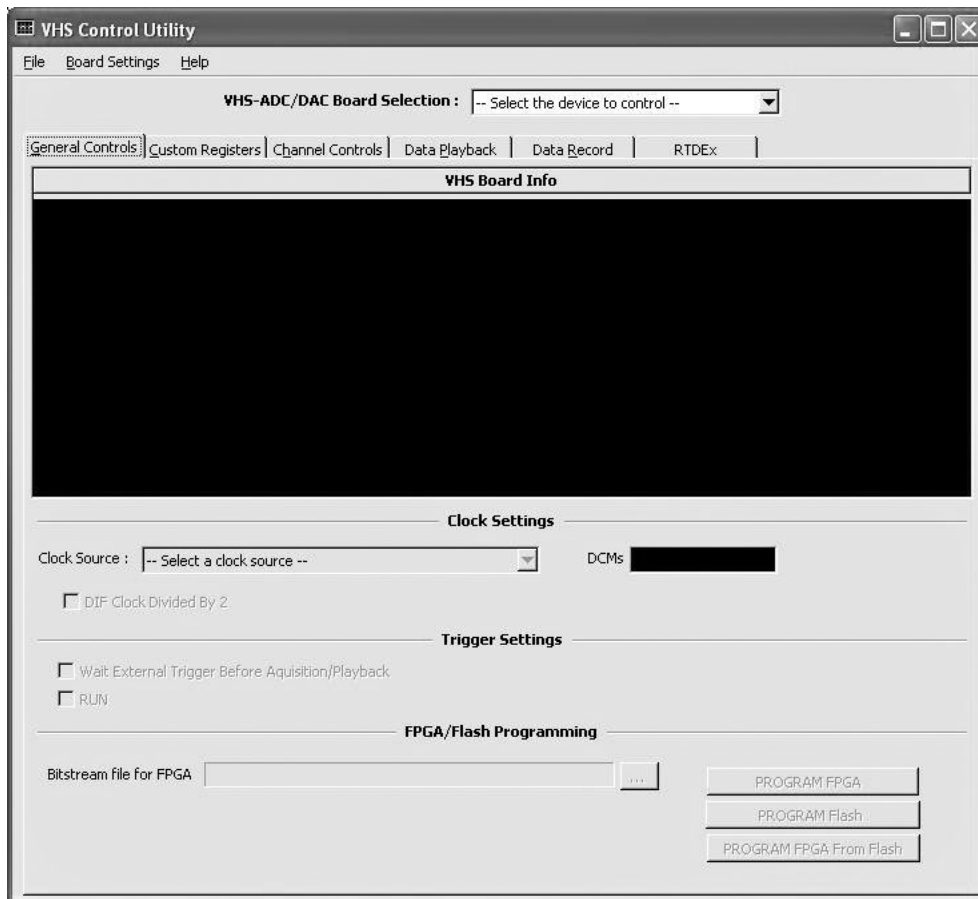 VHS Control Utility
File Board Settings Help
VHS-ADC/DAC Board Selection : -- Select the device to control --
General Controls Custom Registers Channel Controls Data Playback Data Record RTDEx
VHS Board Info
Clock Settings
Clock Source : -- Select a clock source -- DCMs
DIF Clock Divided By 2
Trigger Settings
Wait External Trigger Before Aquisition/Playback
RUN
FPGA/Flash Programming
Bitstream file for FPGA ...
PROGRAM FPGA
PROGRAM Flash
PROGRAM FPGA From Flash